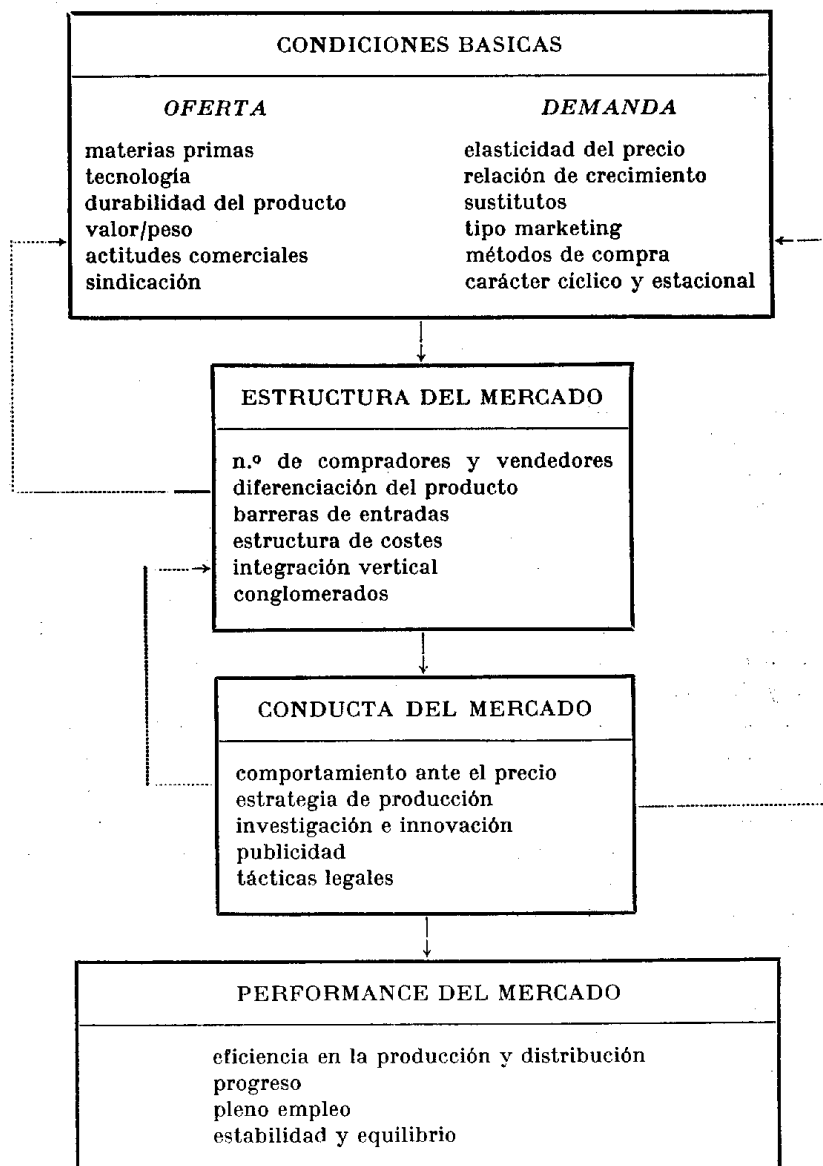 CONDICIONES BASICAS
OFERTA
materias primas
tecnología
durabilidad del producto
valor/peso
actitudes comerciales
sindicación
DEMANDA
elasticidad del precio
relación de crecimiento
sustitutos
tipo marketing
métodos de compra
carácter cíclico y estacional
ESTRUCTURA DEL MERCADO
n.º de compradores y vendedores
diferenciación del producto
barreras de entradas
estructura de costes
integración vertical
conglomerados
CONDUCTA DEL MERCADO
comportamiento ante el precio
estrategia de producción
investigación e innovación
publicidad
tácticas legales
PERFORMANCE DEL MERCADO
eficiencia en la producción y distribución
progreso
pleno empleo
estabilidad y equilibrio